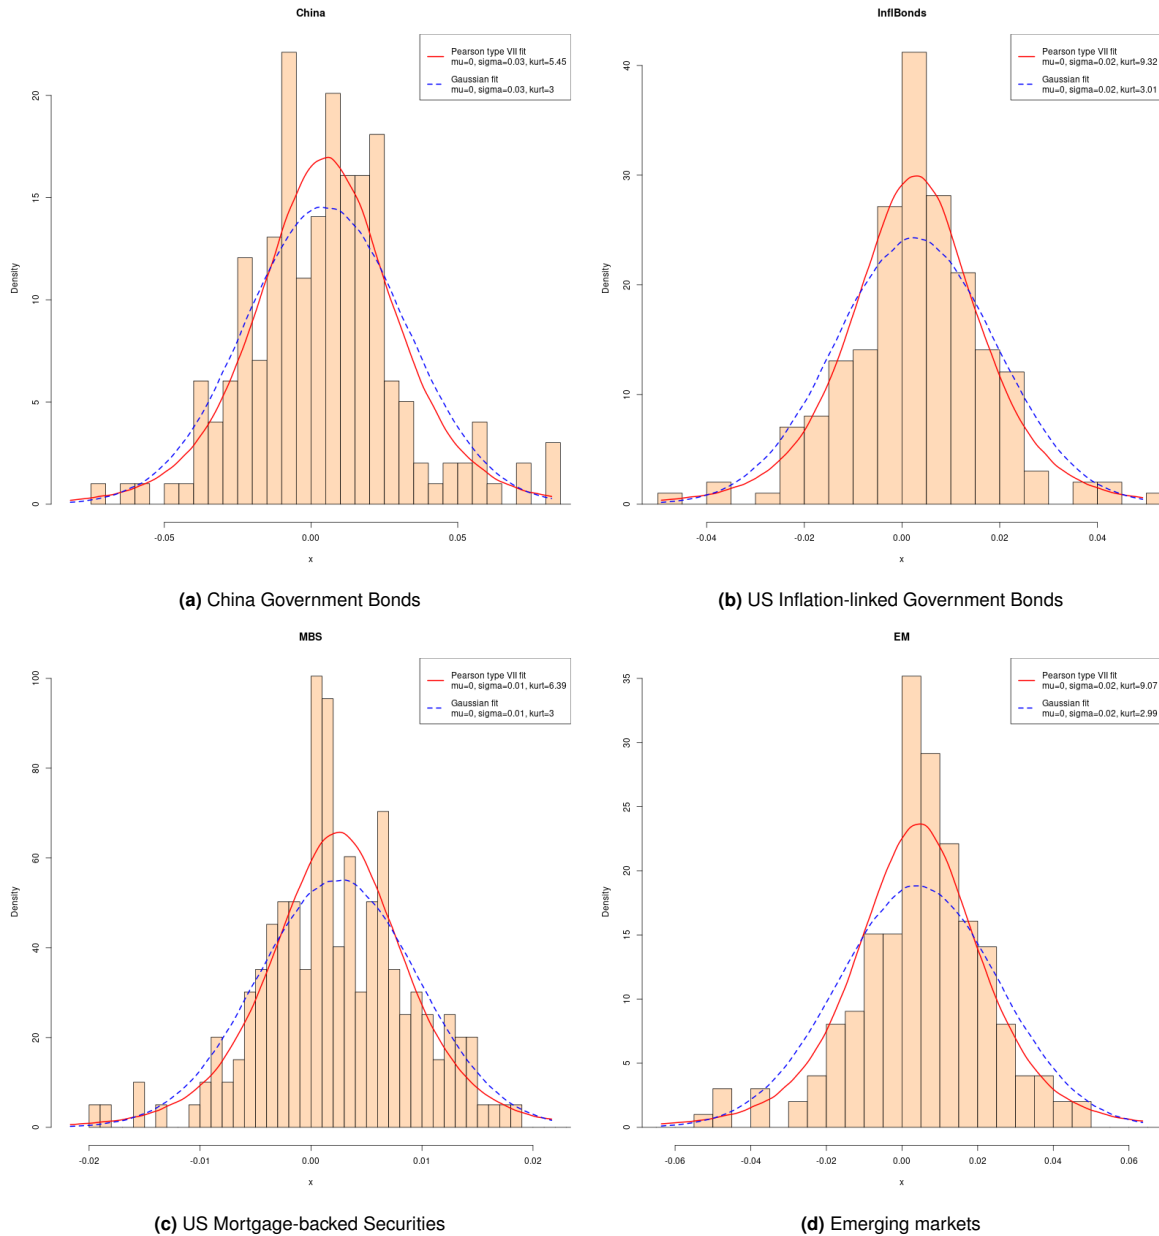 China
Pearson type VII fit
mu=0, sigma=0.03, kurt=5.45
Gaussian fit
mu=0, sigma=0.03, kurt=3
Density
0
5
10
15
20
-0.05
0.00
0.05
x
(a) China Government Bonds
InflBonds
Pearson type VII fit
mu=0, sigma=0.02, kurt=9.32
Gaussian fit
mu=0, sigma=0.02, kurt=3.01
Density
0
10
20
30
40
-0.04
-0.02
0.00
0.02
0.04
x
(b) US Inflation-linked Government Bonds
MBS
Pearson type VII fit
mu=0, sigma=0.01, kurt=6.39
Gaussian fit
mu=0, sigma=0.01, kurt=3
Density
0
20
40
60
80
100
-0.02
-0.01
0.00
0.01
0.02
x
(c) US Mortgage-backed Securities
EM
Pearson type VII fit
mu=0, sigma=0.02, kurt=9.07
Gaussian fit
mu=0, sigma=0.02, kurt=2.99
Density
0
5
10
15
20
25
30
35
-0.06
-0.04
-0.02
0.00
0.02
0.04
0.06
x
(d) Emerging markets